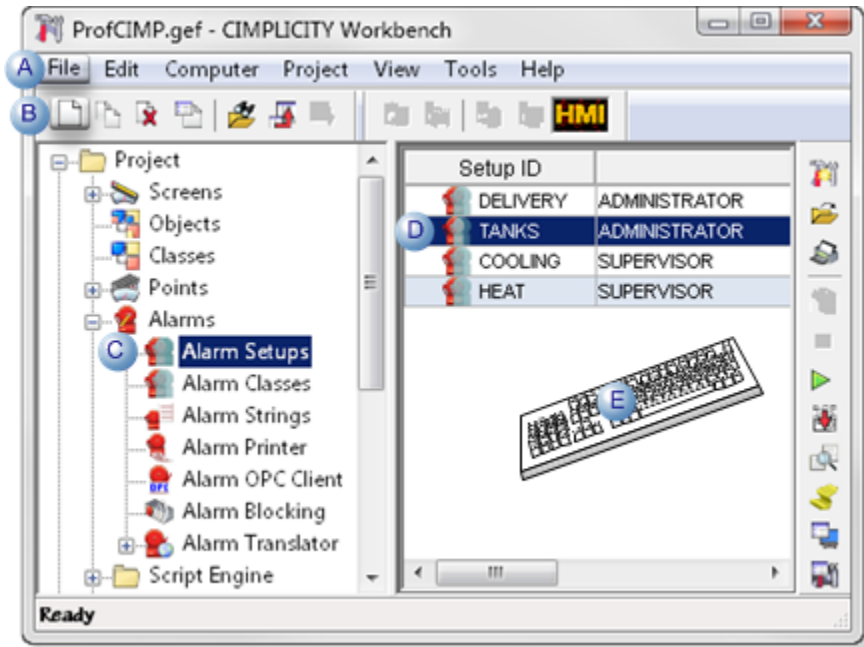 ProfCIMP.gef - CIMPLICITY Workbench
A File Edit Computer Project View Tools Help
B HMI
Project
Screens
Objects
Classes
Points
Alarms
C Alarm Setups
Alarm Classes
Alarm Strings
Alarm Printer
OPC Alarm OPC Client
Alarm Blocking
Alarm Translator
Script Engine
Setup ID
DELIVERY ADMINISTRATOR
D TANKS ADMINISTRATOR
COOLING SUPERVISOR
HEAT SUPERVISOR
E
Ready